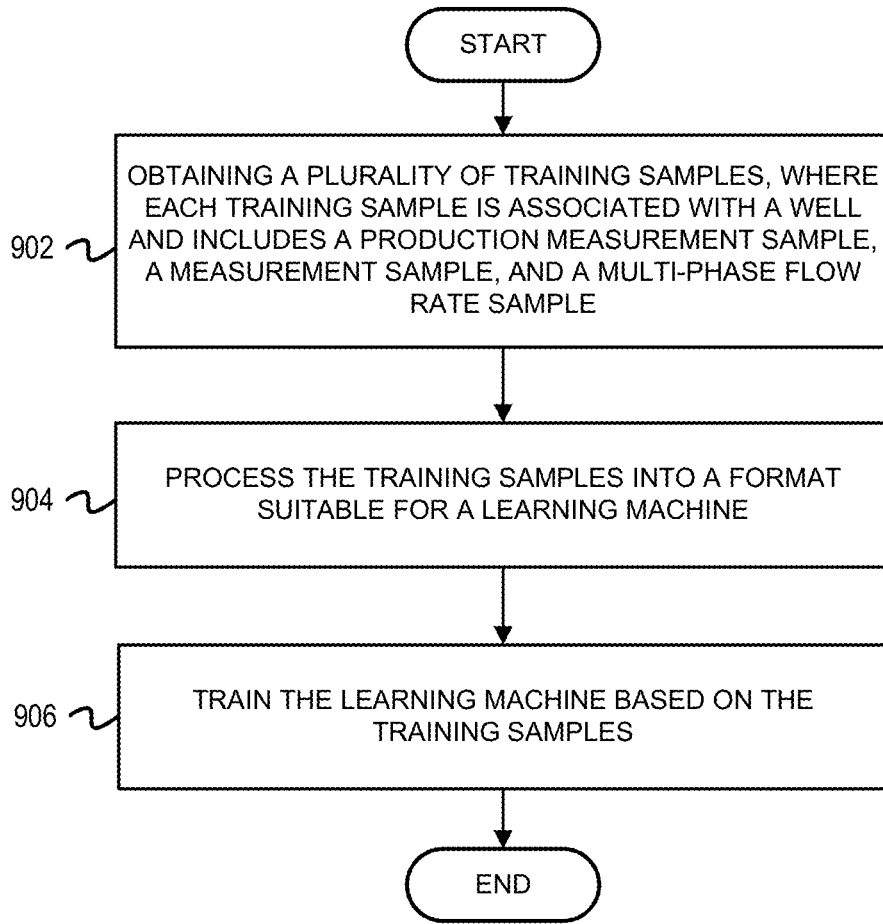 START
OBTAINING A PLURALITY OF TRAINING SAMPLES, WHERE
EACH TRAINING SAMPLE IS ASSOCIATED WITH A WELL
AND INCLUDES A PRODUCTION MEASUREMENT SAMPLE,
A MEASUREMENT SAMPLE, AND A MULTI-PHASE FLOW
RATE SAMPLE
902
PROCESS THE TRAINING SAMPLES INTO A FORMAT
SUITABLE FOR A LEARNING MACHINE
904
TRAIN THE LEARNING MACHINE BASED ON THE
TRAINING SAMPLES
906
END